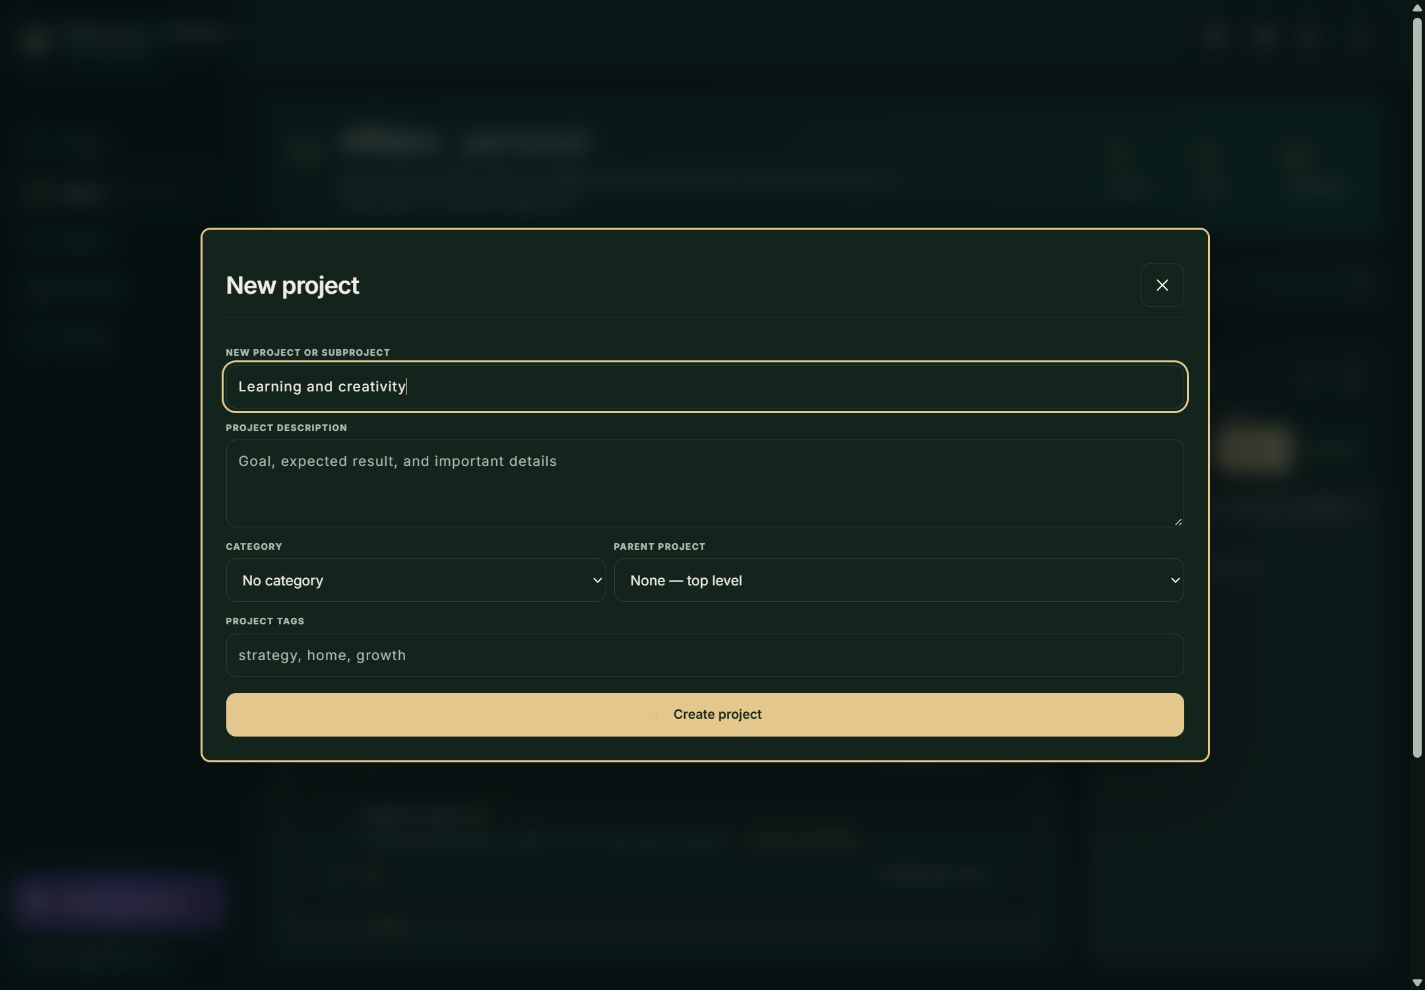 New project
NEW PROJECT OR SUBPROJECT
Learning and creativity
PROJECT DESCRIPTION
Goal, expected result, and important details
CATEGORY
PARENT PROJECT
No category
None — top level
PROJECT TAGS
strategy, home, growth
Create project